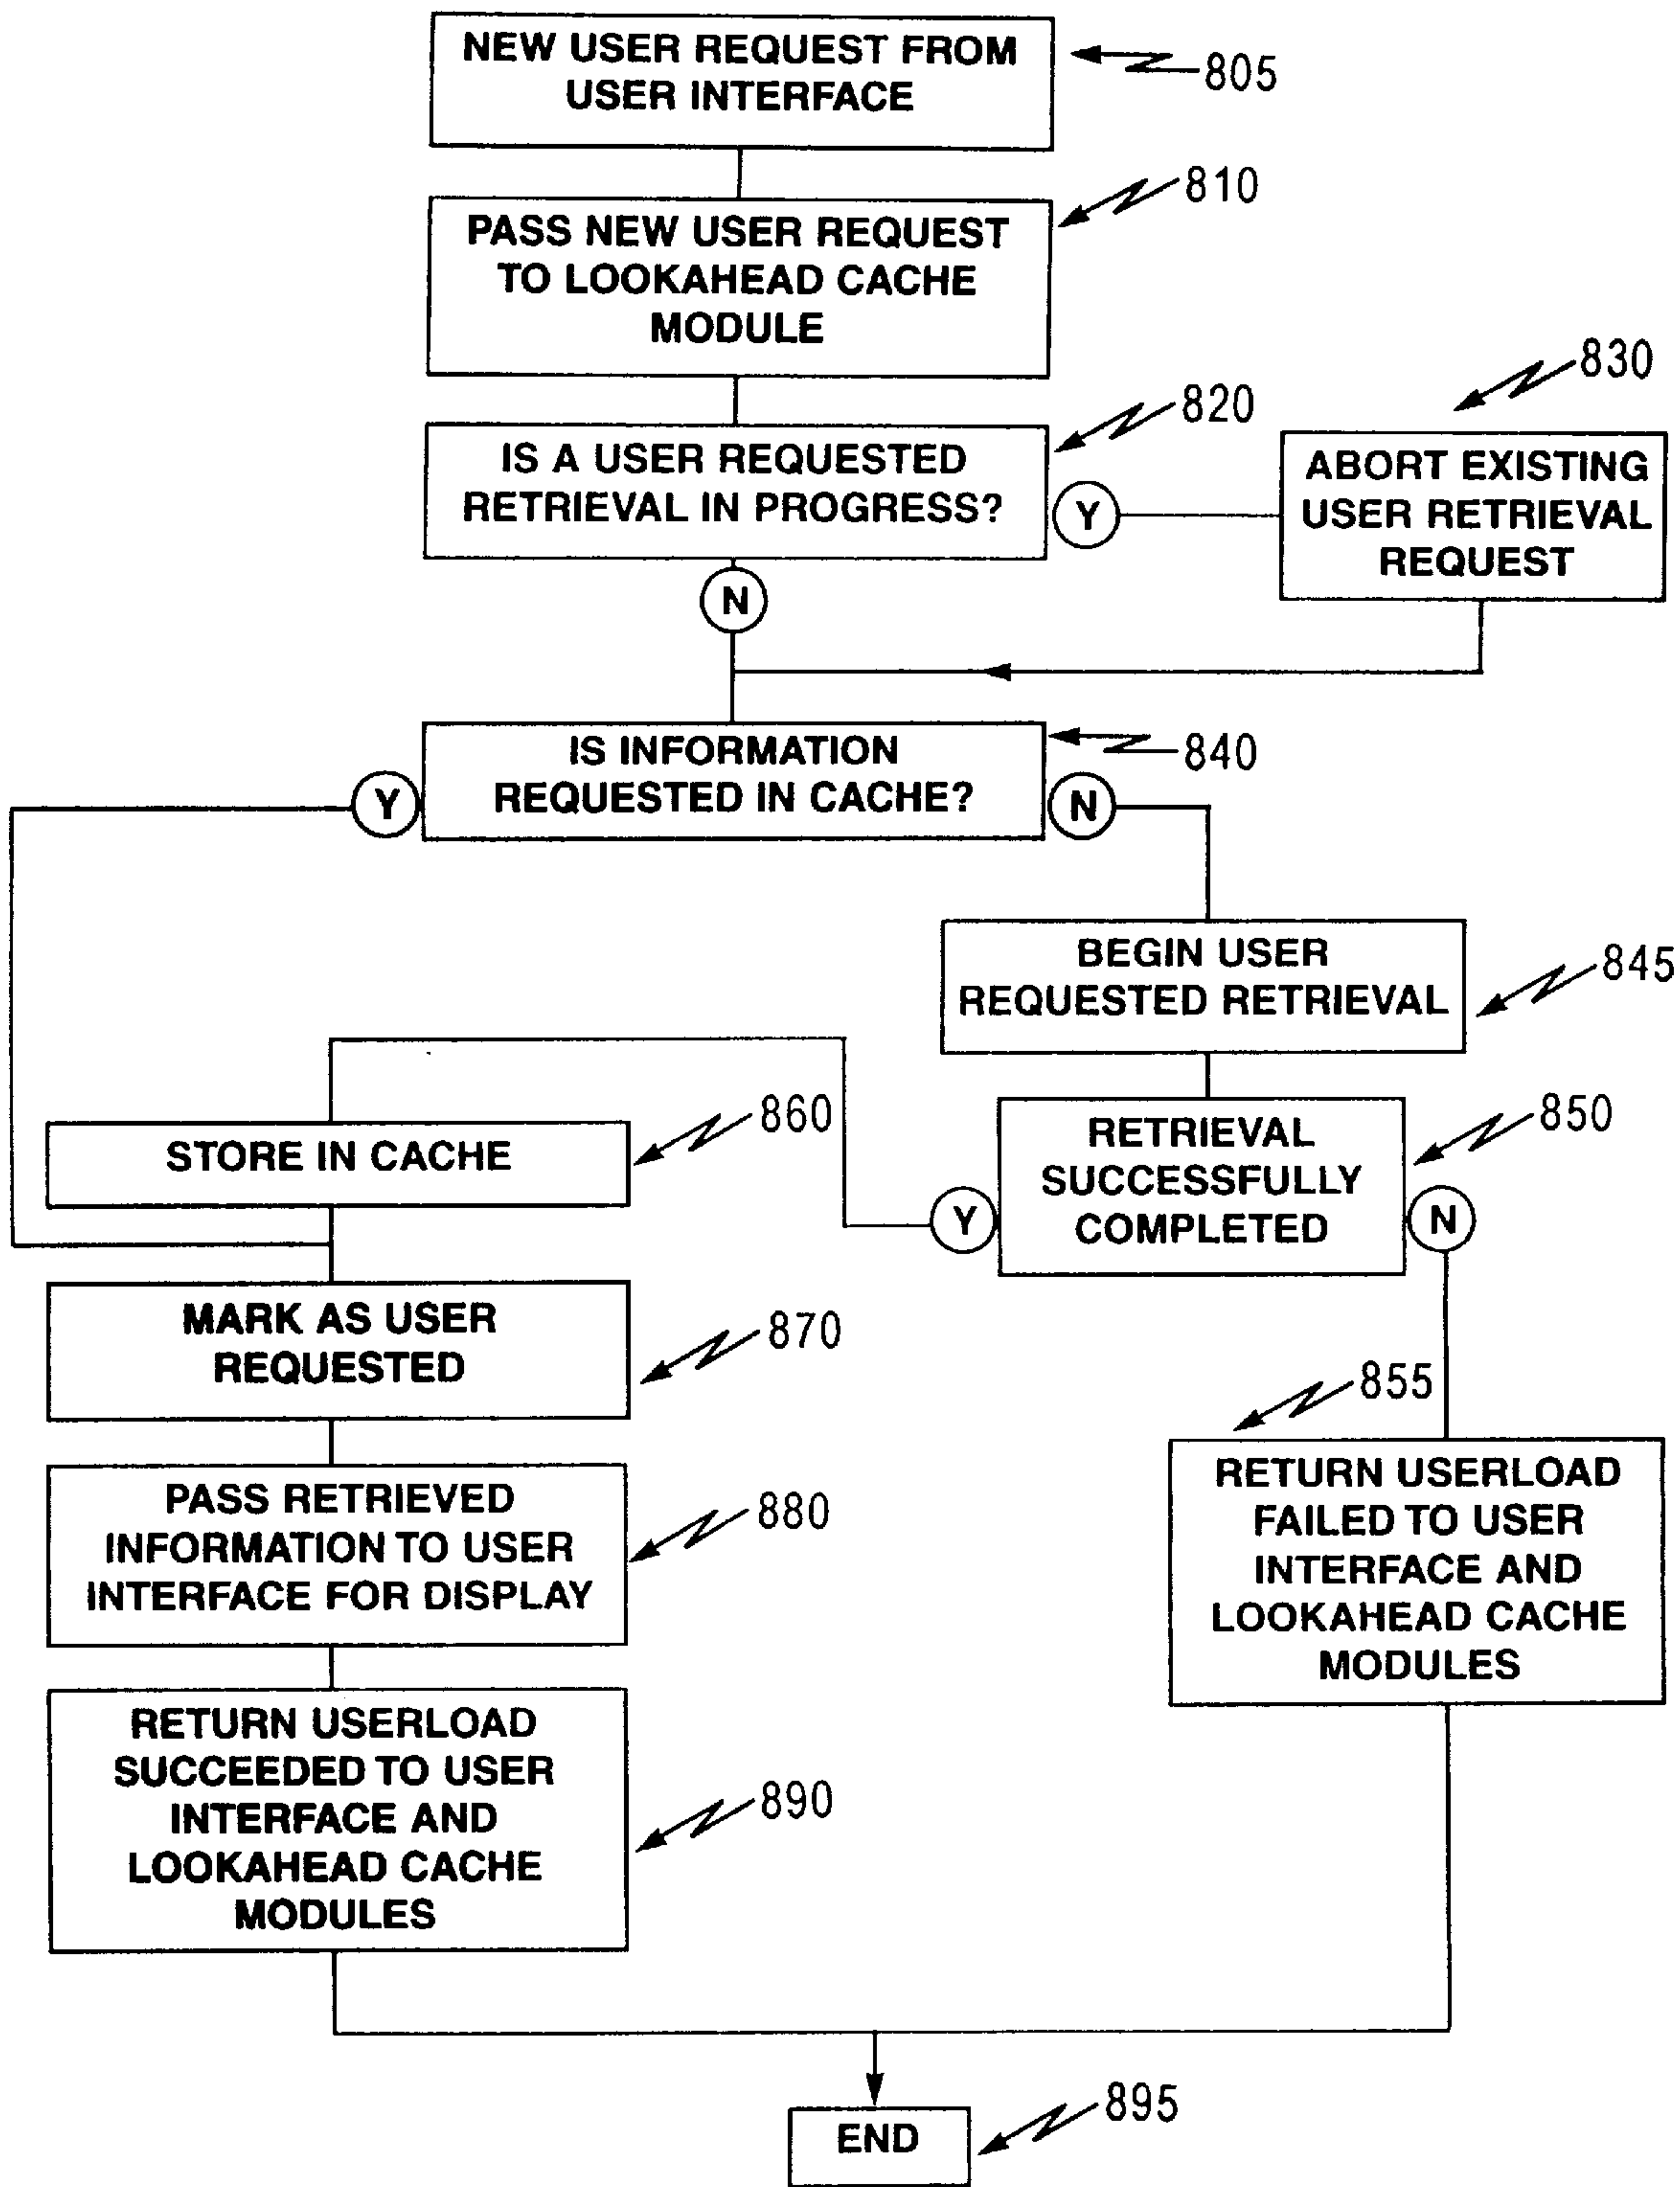 NEW USER REQUEST FROM
USER INTERFACE
805
PASS NEW USER REQUEST
TO LOOKAHEAD CACHE
MODULE
810
IS A USER REQUESTED
RETRIEVAL IN PROGRESS?
820
Y
N
ABORT EXISTING
USER RETRIEVAL
REQUEST
830
IS INFORMATION
REQUESTED IN CACHE?
840
Y
N
BEGIN USER
REQUESTED RETRIEVAL
845
RETRIEVAL
SUCCESSFULLY
COMPLETED
850
Y
N
STORE IN CACHE
860
MARK AS USER
REQUESTED
870
855
RETURN USERLOAD
FAILED TO USER
INTERFACE AND
LOOKAHEAD CACHE
MODULES
PASS RETRIEVED
INFORMATION TO USER
INTERFACE FOR DISPLAY
880
RETURN USERLOAD
SUCCEEDED TO USER
INTERFACE AND
LOOKAHEAD CACHE
MODULES
890
END
895